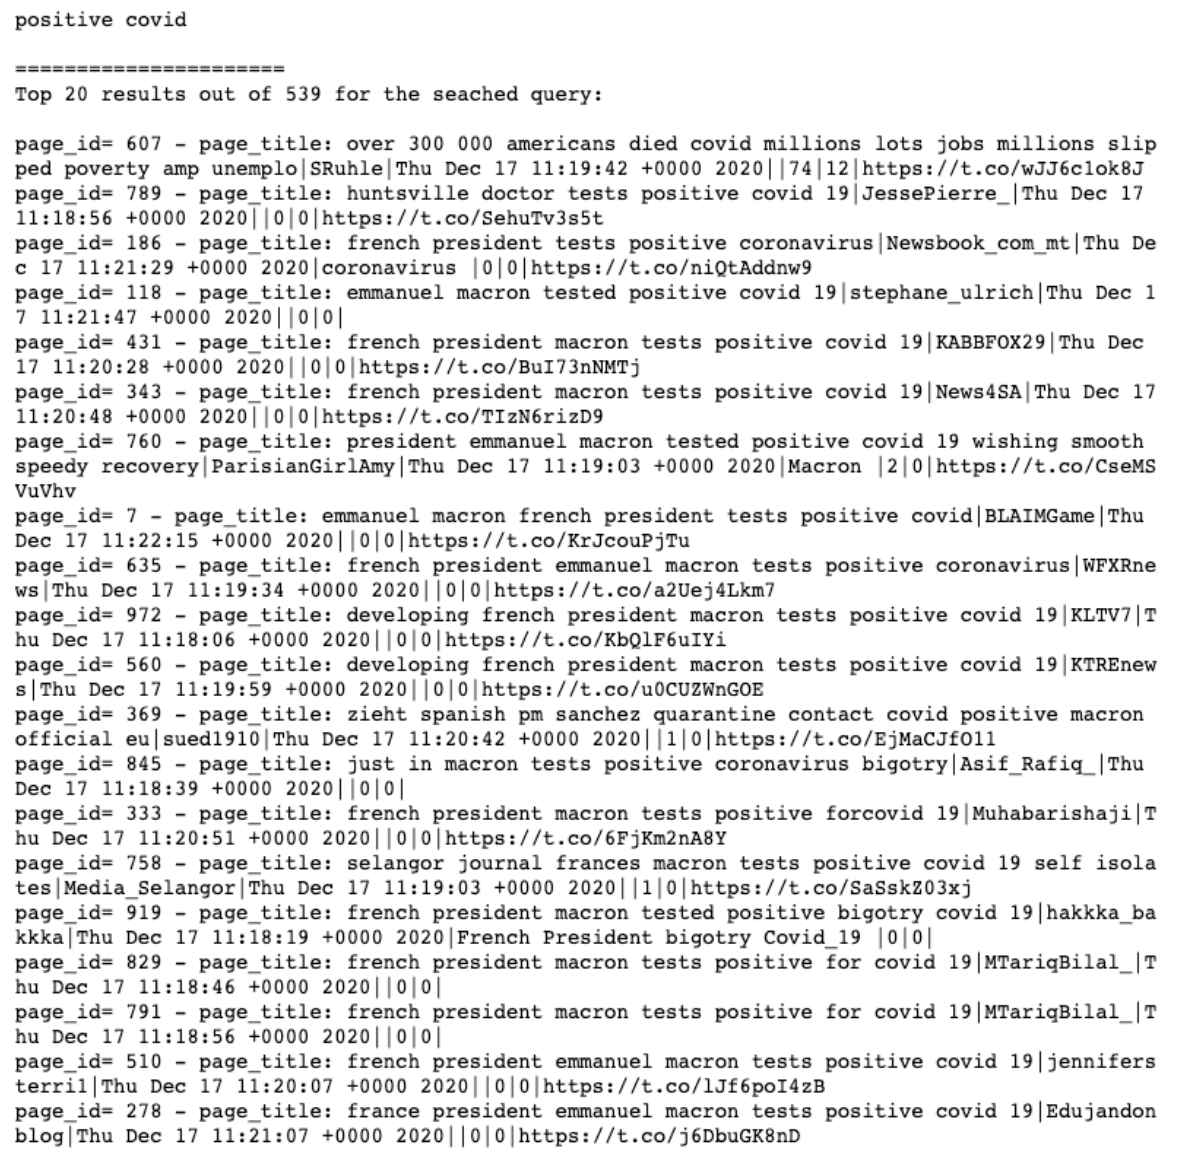 positive covid
======================
Top 20 results out of 539 for the seached query:
page_id= 607 - page_title: over 300 000 americans died covid millions lots jobs millions slip
ped poverty amp unemplo|SRuhle|Thu Dec 17 11:19:42 +0000 2020||74|12|https://t.co/wJJ6c1ok8J
page_id= 789 - page_title: huntsville doctor tests positive covid 19|JessePierre_|Thu Dec 17
11:18:56 +0000 2020||0|0|https://t.co/SehuTv3s5t
page_id= 186 - page_title: french president tests positive coronavirus|Newsbook_com_mt|Thu De
c 17 11:21:29 +0000 2020|coronavirus |0|0|https://t.co/niQtAddnw9
page_id= 118 - page_title: emmanuel macron tested positive covid 19|stephane_ulrich|Thu Dec 1
7 11:21:47 +0000 2020||0|0|
page_id= 431 - page_title: french president macron tests positive covid 19|KABBFOX29|Thu Dec
17 11:20:28 +0000 2020||0|0|https://t.co/BuI73nNMTj
page_id= 343 - page_title: french president macron tests positive covid 19|News4SA|Thu Dec 17
11:20:48 +0000 2020||0|0|https://t.co/TIzN6rizD9
page_id= 760 - page_title: president emmanuel macron tested positive covid 19 wishing smooth
speedy recovery|ParisianGirlAmy|Thu Dec 17 11:19:03 +0000 2020|Macron |2|0|https://t.co/CseMS
VuVhv
page_id= 7 - page_title: emmanuel macron french president tests positive covid|BLAIMGame|Thu
Dec 17 11:22:15 +0000 2020||0|0|https://t.co/KrJcouPjTu
page_id= 635 - page_title: french president emmanuel macron tests positive coronavirus|WFXRne
ws|Thu Dec 17 11:19:34 +0000 2020||0|0|https://t.co/a2Uej4Lkm7
page_id= 972 - page_title: developing french president macron tests positive covid 19|KLTV7|T
hu Dec 17 11:18:06 +0000 2020||0|0|https://t.co/KbQlF6uIYi
page_id= 560 - page_title: developing french president macron tests positive covid 19|KTREnew
s|Thu Dec 17 11:19:59 +0000 2020||0|0|https://t.co/u0CUZWnGOE
page_id= 369 - page_title: zieht spanish pm sanchez quarantine contact covid positive macron
official eu|sued1910|Thu Dec 17 11:20:42 +0000 2020||1|0|https://t.co/EjMaCJfO1l
page_id= 845 - page_title: just in macron tests positive coronavirus bigotry|Asif_Rafiq_|Thu
Dec 17 11:18:39 +0000 2020||0|0|
page_id= 333 - page_title: french president macron tests positive forcovid 19|Muhabarishaji|T
hu Dec 17 11:20:51 +0000 2020||0|0|https://t.co/6FjKm2nA8Y
page_id= 758 - page_title: selangor journal frances macron tests positive covid 19 self isola
tes|Media_Selangor|Thu Dec 17 11:19:03 +0000 2020||1|0|https://t.co/SaSskZ03xj
page_id= 919 - page_title: french president macron tested positive bigotry covid 19|hakkka_ba
kkka|Thu Dec 17 11:18:19 +0000 2020|French President bigotry Covid_19 |0|0|
page_id= 829 - page_title: french president macron tests positive for covid 19|MTariqBilal_|T
hu Dec 17 11:18:46 +0000 2020||0|0|
page_id= 791 - page_title: french president macron tests positive for covid 19|MTariqBilal_|T
hu Dec 17 11:18:56 +0000 2020||0|0|
page_id= 510 - page_title: french president emmanuel macron tests positive covid 19|jennifers
terri1|Thu Dec 17 11:20:07 +0000 2020||0|0|https://t.co/lJf6poI4zB
page_id= 278 - page_title: france president emmanuel macron tests positive covid 19|Edujandon
blog|Thu Dec 17 11:21:07 +0000 2020||0|0|https://t.co/j6DbuGK8nD